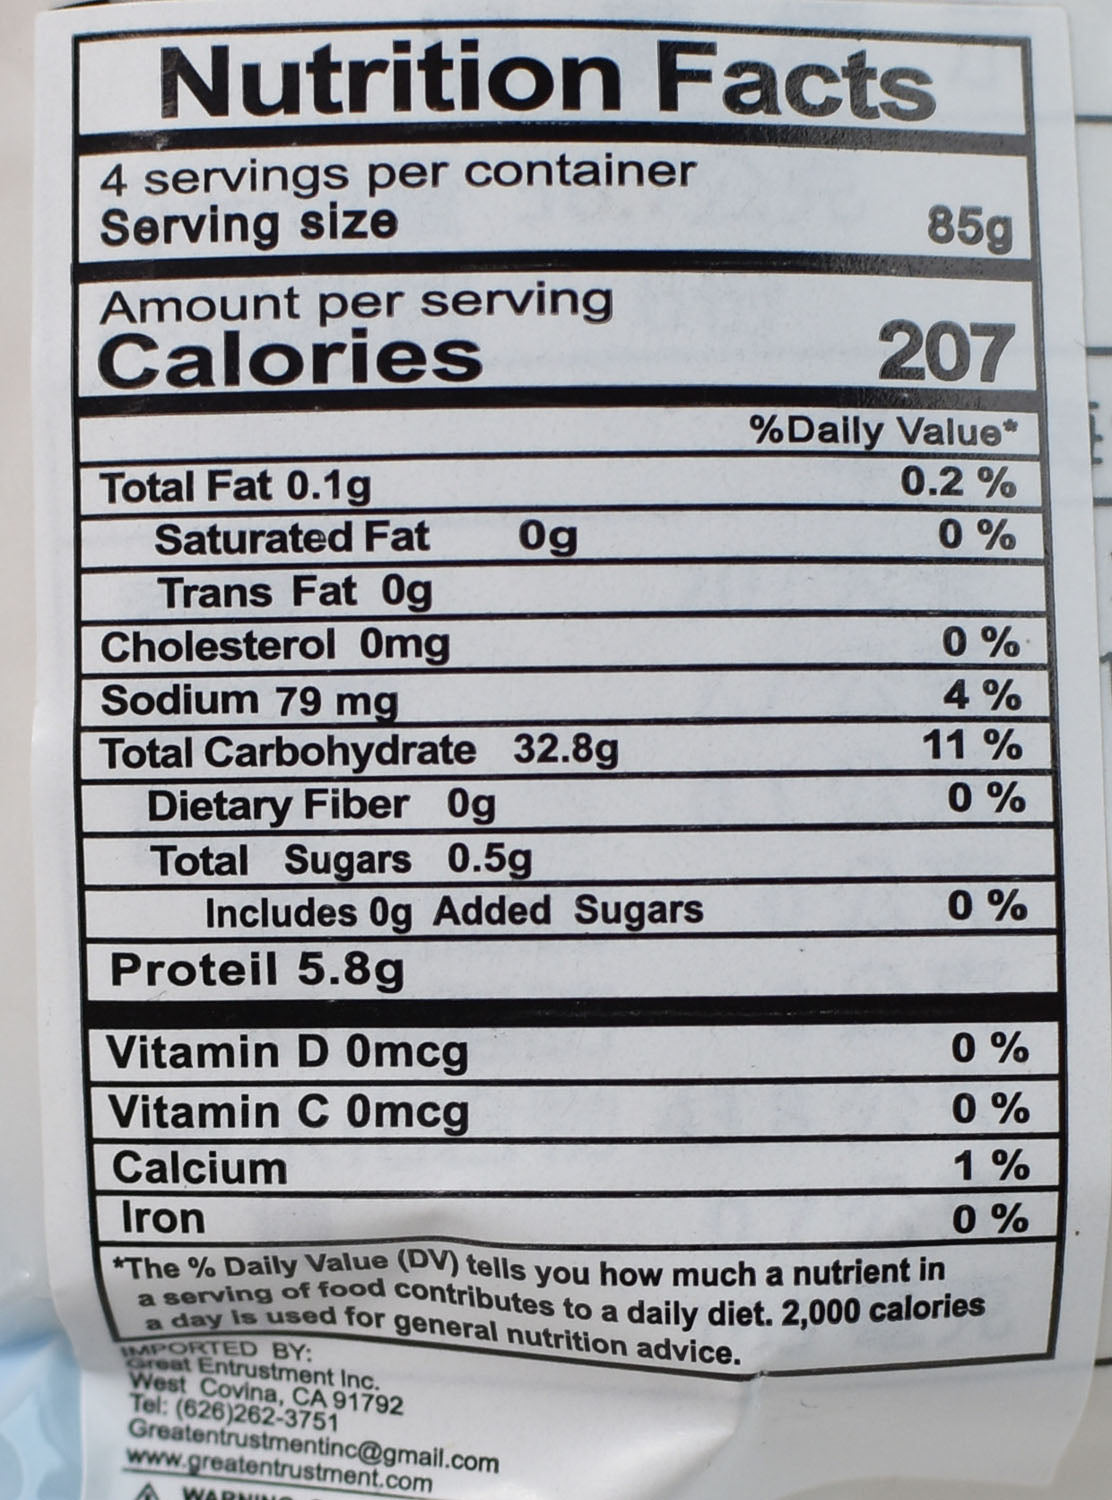 Nutrition Facts
4 servings per container
Serving size 85g
Amount per serving
Calories 207
%Daily Value*
Total Fat 0.1g 0.2 %
Saturated Fat 0g 0 %
Trans Fat 0g
Cholesterol 0mg 0 %
Sodium 79 mg 4 %
Total Carbohydrate 32.8g 11 %
Dietary Fiber 0g 0 %
Total Sugars 0.5g
Includes 0g Added Sugars 0 %
Proteil 5.8g
Vitamin D 0mcg 0 %
Vitamin C 0mcg 0 %
Calcium 1 %
Iron 0 %
*The % Daily Value (DV) tells you how much a nutrient in
a serving of food contributes to a daily diet. 2,000 calories
a day is used for general nutrition advice.
IMPORTED BY:
Great Entrustment Inc.
West Covina, CA 91792
Tel: (626)262-3751
Greatentrustmentinc@gmail.com
www.greatentrustment.com
WARNING